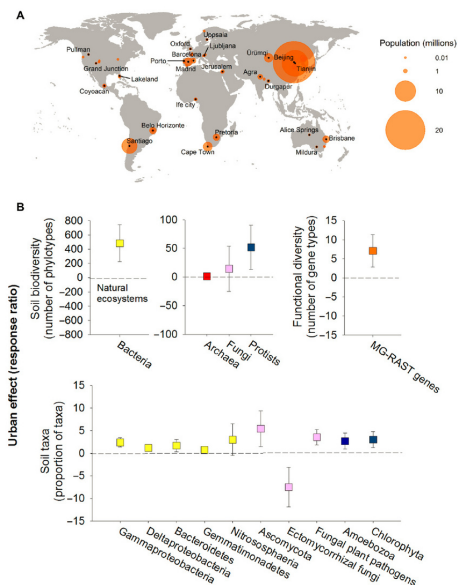 A
Uppsala
Oxford
Ljubljana
Pullman
Barcelona
Ürümqi
Beijing
Porto
Tianjin
Madrid
Jerusalem
Grand Junction
Agra
Lakeland
Durgapur
Coyoacan
Ife city
Belo Horizonte
Pretoria
Alice Springs
Brisbane
Santiago
Cape Town
Mildura
Population (millions)
0.01
1
10
20
B
Urban effect (response ratio)
Soil biodiversity
(number of phylotypes)
800
600
400
200
0
−200
−400
−600
−800
Natural
ecosystems
Bacteria
100
50
0
−50
−100
Archaea
Fungi
Protists
Functional diversity
(number of gene types)
15
10
5
0
−5
−10
−15
MG-RAST genes
Soil taxa
(proportion of taxa)
15
10
5
0
−5
−10
−15
Gammaproteobacteria
Deltaproteobacteria
Bacteroidetes
Gemmatimonadetes
Nitrososphaeria
Ascomycota
Ectomycorrhizal fungi
Fungal plant pathogens
Amoebozoa
Chlorophyta